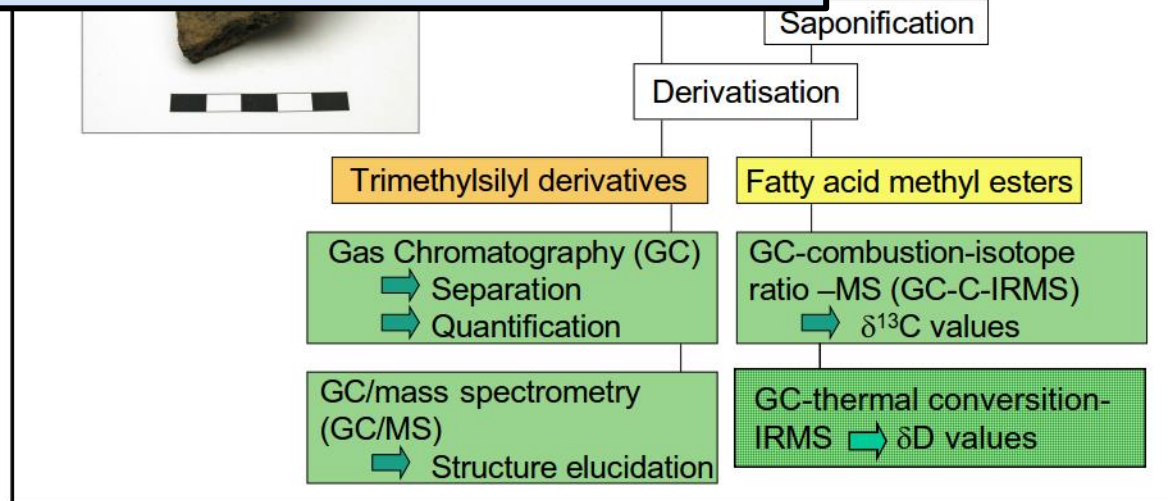 Saponification
Derivatisation
Trimethylsilyl derivatives
Fatty acid methyl esters
Gas Chromatography (GC)
Separation
Quantification
GC-combustion-isotope
ratio –MS (GC-C-IRMS)
δ¹³C values
GC/mass spectrometry
(GC/MS)
Structure elucidation
GC-thermal conversition-
IRMS δD values